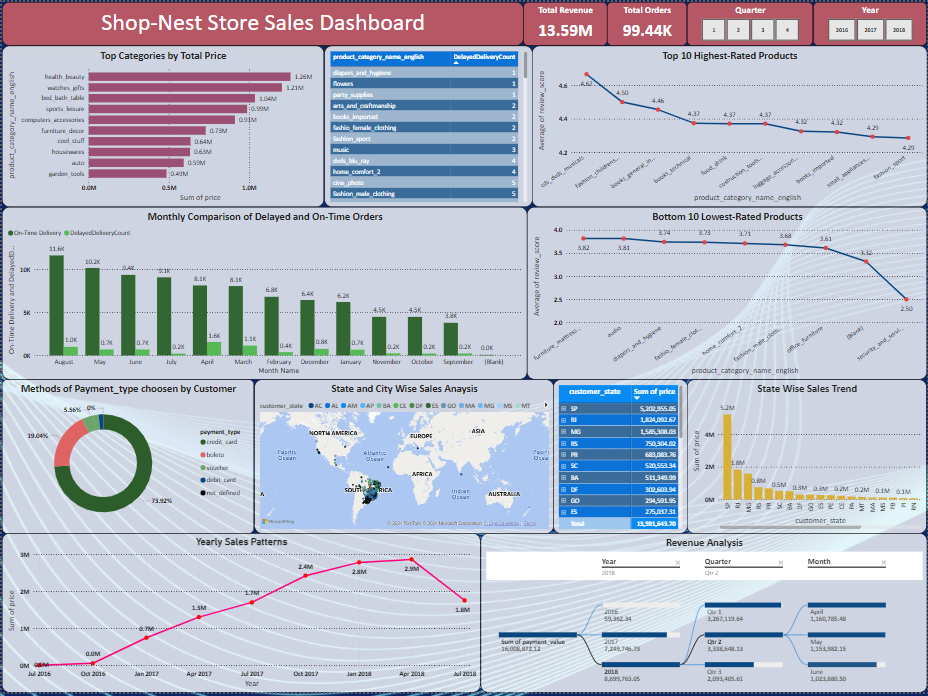 Shop-Nest Store Sales Dashboard
Total Revenue
13.59M
Total Orders
99.44K
Quarter
1 2 3 4
Year
2016 2017 2018
Top Categories by Total Price
product_category_name_english
health_beauty 1.26M
watches_gifts 1.21M
bed_bath_table 1.04M
sports_leisure 0.99M
computers_accessories 0.91M
furniture_decor 0.73M
cool_stuff 0.64M
housewares 0.63M
auto 0.59M
garden_tools 0.49M
0.0M 0.5M 1.0M
Sum of price
product_category_name_english DelayedDeliveryCount
diapers_and_hygiene 1
flowers 1
party_supplies 1
arts_and_craftmanship 2
books_imported 2
fashio_female_clothing 2
fashion_sport 2
music 3
dvds_blu_ray 4
home_comfort_2 4
cine_photo 5
fashion_male_clothing 5
Top 10 Highest-Rated Products
Average of review_score
4.6
4.4
4.2
4.67 4.50 4.46 4.37 4.37 4.37 4.32 4.32 4.29 4.29
cds_dvds_musicals
fashion_childrens...
books_general_in...
books_technical
food_drink
costruction_tools...
luggage_accessori...
books_imported
small_appliances...
fashion_sport
product_category_name_english
Monthly Comparison of Delayed and On-Time Orders
On-Time Delivery DelayedDeliveryCount
On-Time Delivery and DelayedD...
10K
5K
0K
11.6K 10.2K 9.4K 9.1K 8.1K 8.1K 6.8K 6.4K 6.2K 4.5K 4.5K 3.8K
1.0K 0.7K 0.7K 0.2K 1.6K 1.1K 0.4K 0.8K 0.7K 0.2K 0.2K 0.2K 0.0K
August May June July April March February December January November October September (Blank)
Month Name
Bottom 10 Lowest-Rated Products
Average of review_score
4.0
3.5
3.0
2.5
2.0
3.82 3.81 3.74 3.73 3.71 3.68 3.61 3.32 2.50
furniture_mattres...
audio
diapers_and_hygiene
fashio_female_clot...
home_comfort_2
fashion_male_clot...
office_furniture
(Blank)
security_and_servi...
product_category_name_english
Methods of Payment_type choosen by Customer
5.56% 0%
19.04%
73.92%
payment_type
credit_card
boleto
voucher
debit_card
not_defined
State and City Wise Sales Anaysis
customer_state AC AL AM AP BA CE DF ES GO MA MG MS MT
NORTH AMERICA
EUROPE
ASIA
Pacific
Ocean
Atlantic
Ocean
AFRICA
SOUTH AMERICA
Indian
Ocean
AUSTRALIA
Microsoft Bing
© 2024 TomTom, © 2024 Microsoft Corporation, © OpenStreetMap, Terms
customer_state Sum of price
SP 5,202,955.05
RJ 1,824,092.67
MG 1,585,308.03
RS 750,304.02
PR 683,083.76
SC 520,553.34
BA 511,349.99
DF 302,603.94
GO 294,591.95
ES 275,037.31
Total 13,591,643.70
State Wise Sales Trend
Sum of price
4M
2M
0M
5.2M 1.8M 0.8M 0.5M 0.3M 0.3M 0.2M 0.2M 0.1M 0.1M
SP RJ MG RS PR SC BA DF GO ES PE CE PA MT MA MS PB PI RN
customer_state
Yearly Sales Patterns
Sum of price
3M
2M
1M
0M
0.0M 0.0M 0.7M 1.3M 1.7M 2.4M 2.8M 2.9M 1.8M
Jul 2016 Oct 2016 Jan 2017 Apr 2017 Jul 2017 Oct 2017 Jan 2018 Apr 2018 Jul 2018
Year
Revenue Analysis
Year
2018
Quarter
Qtr 2
Month
Sum of payment_value
16,008,872.12
2016
59,362.34
2017
7,249,746.73
2018
8,699,763.05
Qtr 1
3,267,119.64
Qtr 2
3,338,648.13
Qtr 3
2,093,405.61
April
1,160,785.48
May
1,153,982.15
June
1,023,880.50